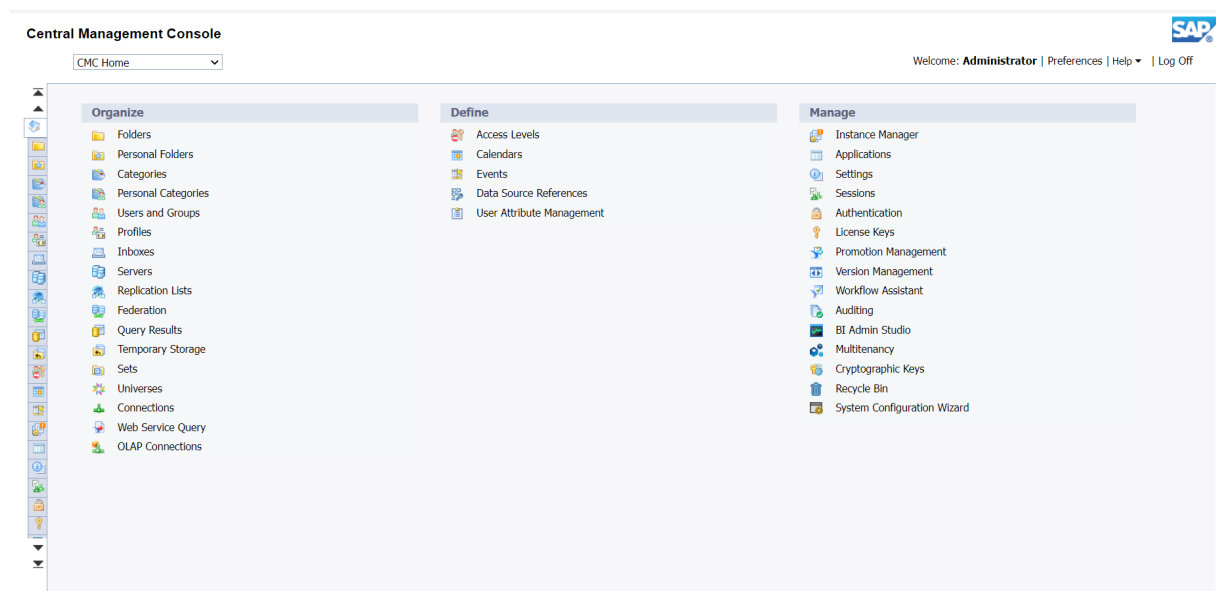 Central Management Console
SAP
CMC Home
Welcome: Administrator | Preferences | Help | Log Off
Organize
Folders
Personal Folders
Categories
Personal Categories
Users and Groups
Profiles
Inboxes
Servers
Replication Lists
Federation
Query Results
Temporary Storage
Sets
Universes
Connections
Web Service Query
OLAP Connections
Define
Access Levels
Calendars
Events
Data Source References
User Attribute Management
Manage
Instance Manager
Applications
Settings
Sessions
Authentication
License Keys
Promotion Management
Version Management
Workflow Assistant
Auditing
BI Admin Studio
Multitenancy
Cryptographic Keys
Recycle Bin
System Configuration Wizard